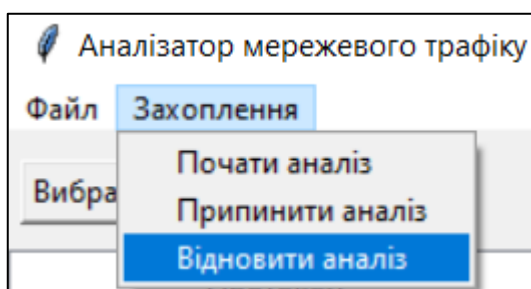 Аналізатор мережевого трафіку
Файл Захоплення
Почати аналіз
Припинити аналіз
Відновити аналіз